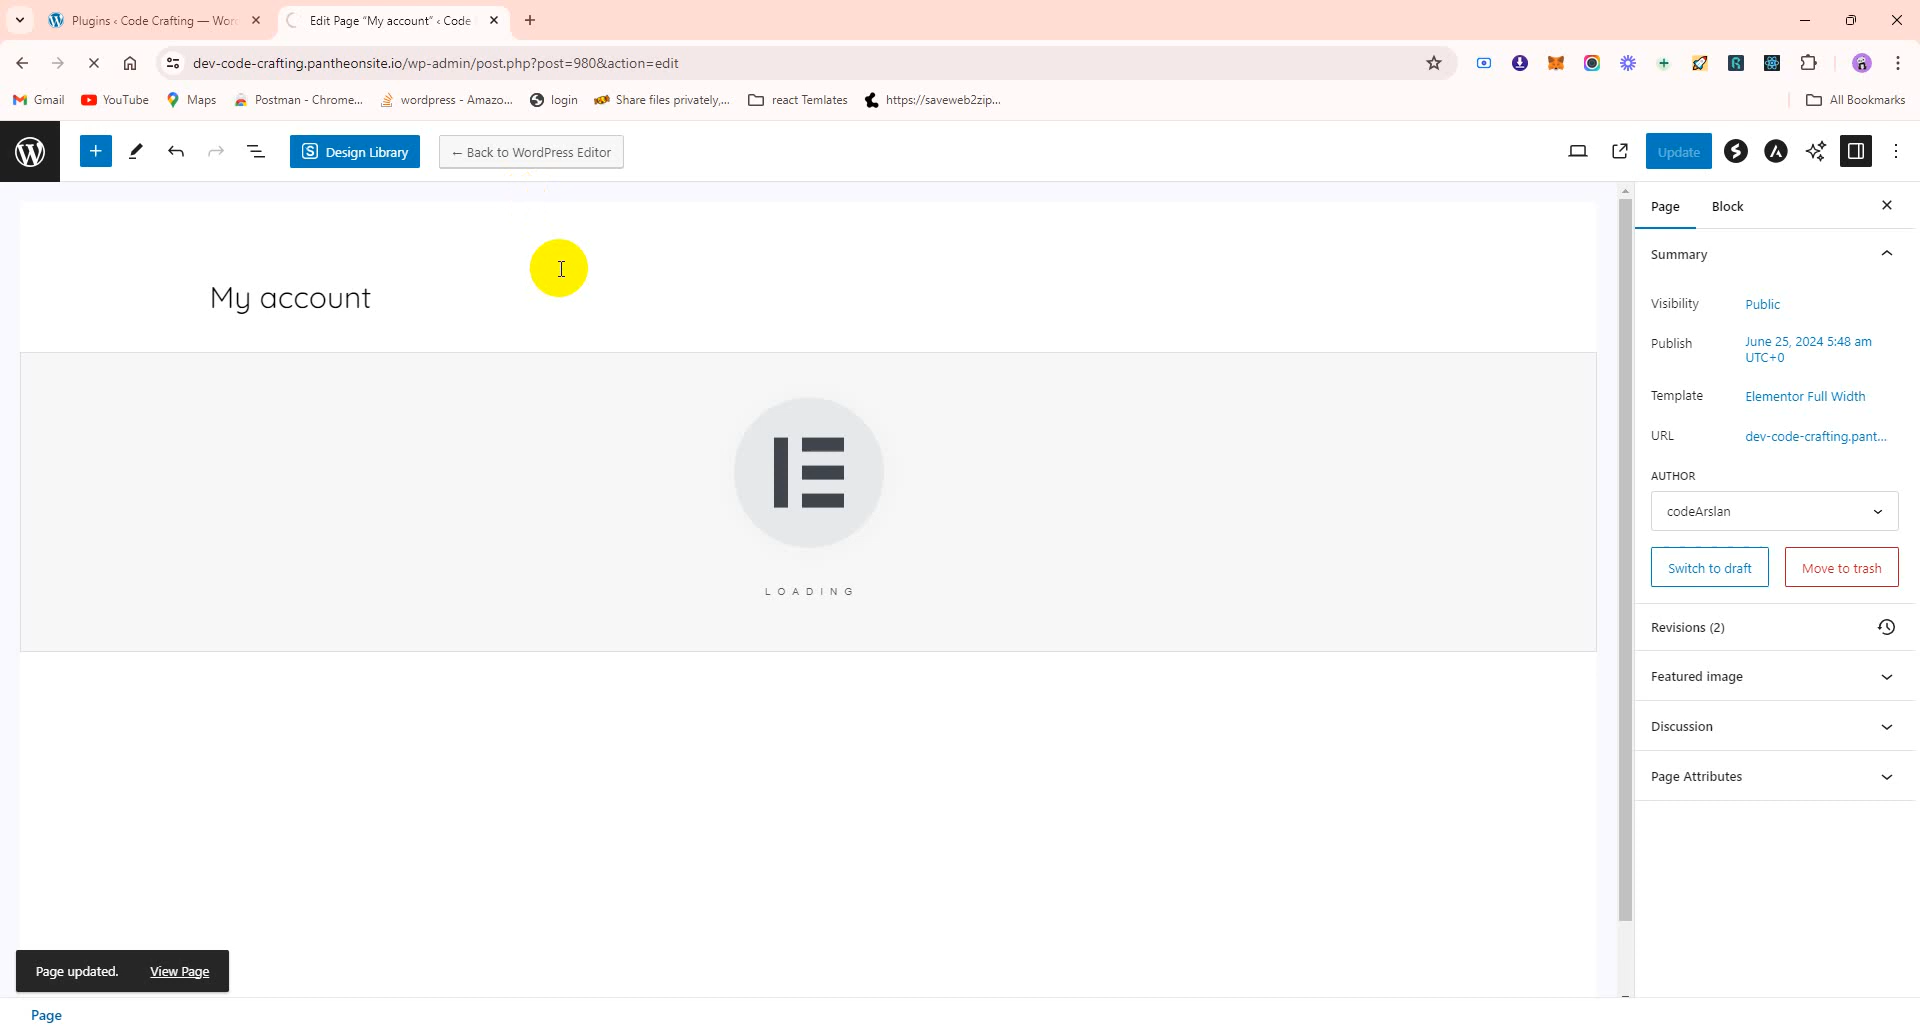 Plugins ‹ Code Crafting — Wor
Edit Page “My account” ‹ Code
dev-code-crafting.pantheonsite.io/wp-admin/post.php?post=980&action=edit
Gmail
YouTube
Maps
Postman - Chrome...
wordpress - Amazo...
login
Share files privately,...
react Temlates
https://saveweb2zip...
All Bookmarks
Design Library
← Back to WordPress Editor
Update
Page
Block
My account
Summary
Visibility
Public
Publish
June 25, 2024 5:48 am
UTC+0
Template
Elementor Full Width
URL
dev-code-crafting.pant...
AUTHOR
codeArslan
LOADING
Switch to draft
Move to trash
Revisions (2)
Featured image
Discussion
Page Attributes
Page updated.
View Page
Page